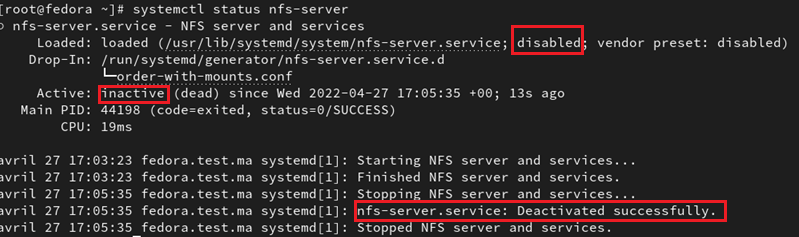 [root@fedora ~]# systemctl status nfs-server
○ nfs-server.service - NFS server and services
Loaded: loaded (/usr/lib/systemd/system/nfs-server.service; disabled; vendor preset: disabled)
Drop-In: /run/systemd/generator/nfs-server.service.d
└─order-with-mounts.conf
Active: inactive (dead) since Wed 2022-04-27 17:05:35 +00; 13s ago
Main PID: 44198 (code=exited, status=0/SUCCESS)
CPU: 19ms
avril 27 17:03:23 fedora.test.ma systemd[1]: Starting NFS server and services...
avril 27 17:03:23 fedora.test.ma systemd[1]: Finished NFS server and services.
avril 27 17:05:35 fedora.test.ma systemd[1]: Stopping NFS server and services...
avril 27 17:05:35 fedora.test.ma systemd[1]: nfs-server.service: Deactivated successfully.
avril 27 17:05:35 fedora.test.ma systemd[1]: Stopped NFS server and services.